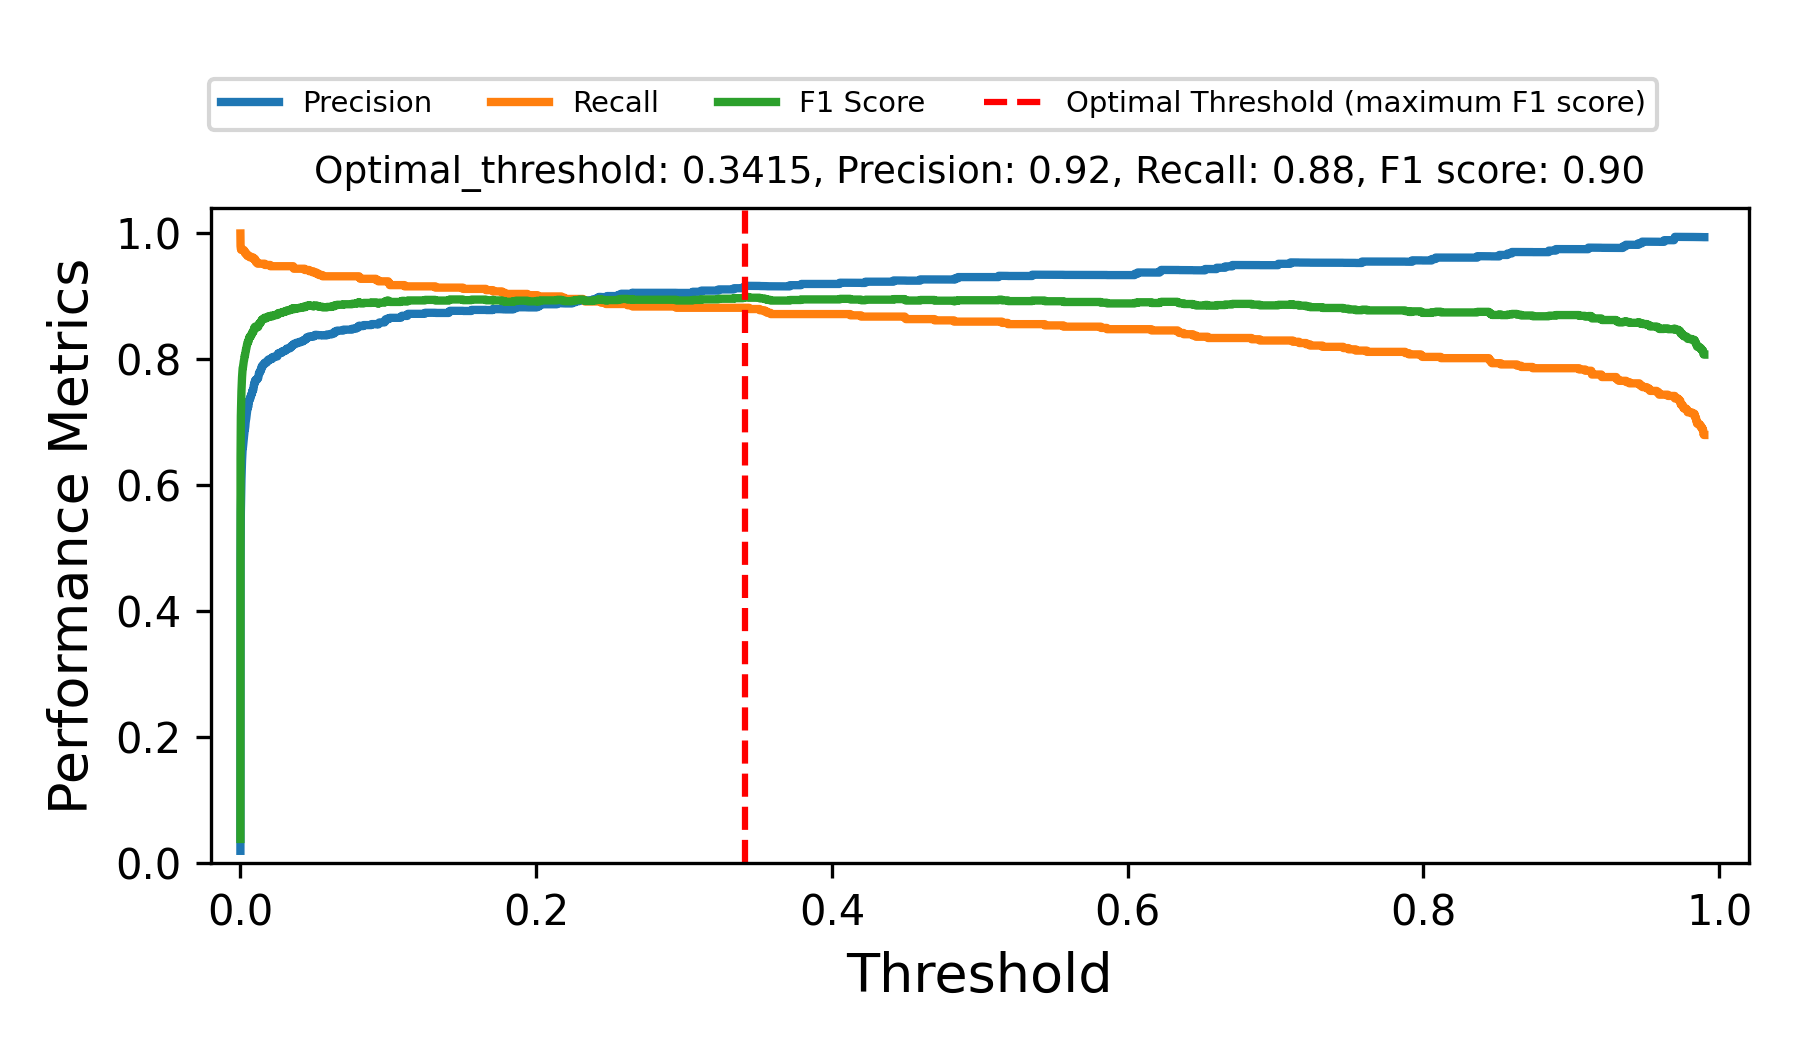 Precision Recall F1 Score Optimal Threshold (maximum F1 score)
Optimal_threshold: 0.3415, Precision: 0.92, Recall: 0.88, F1 score: 0.90
Performance Metrics
1.0
0.8
0.6
0.4
0.2
0.0
0.0 0.2 0.4 0.6 0.8 1.0
Threshold